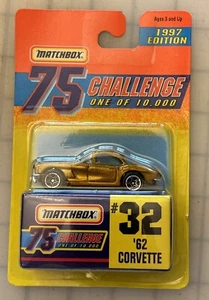 Ages 3 and Up
MATCHBOX
1997
EDITION
75 CHALLENGE
ONE OF 10,000
MATCHBOX
75 CHALLENGE
ONE OF 10,000
#32
'62
CORVETTE